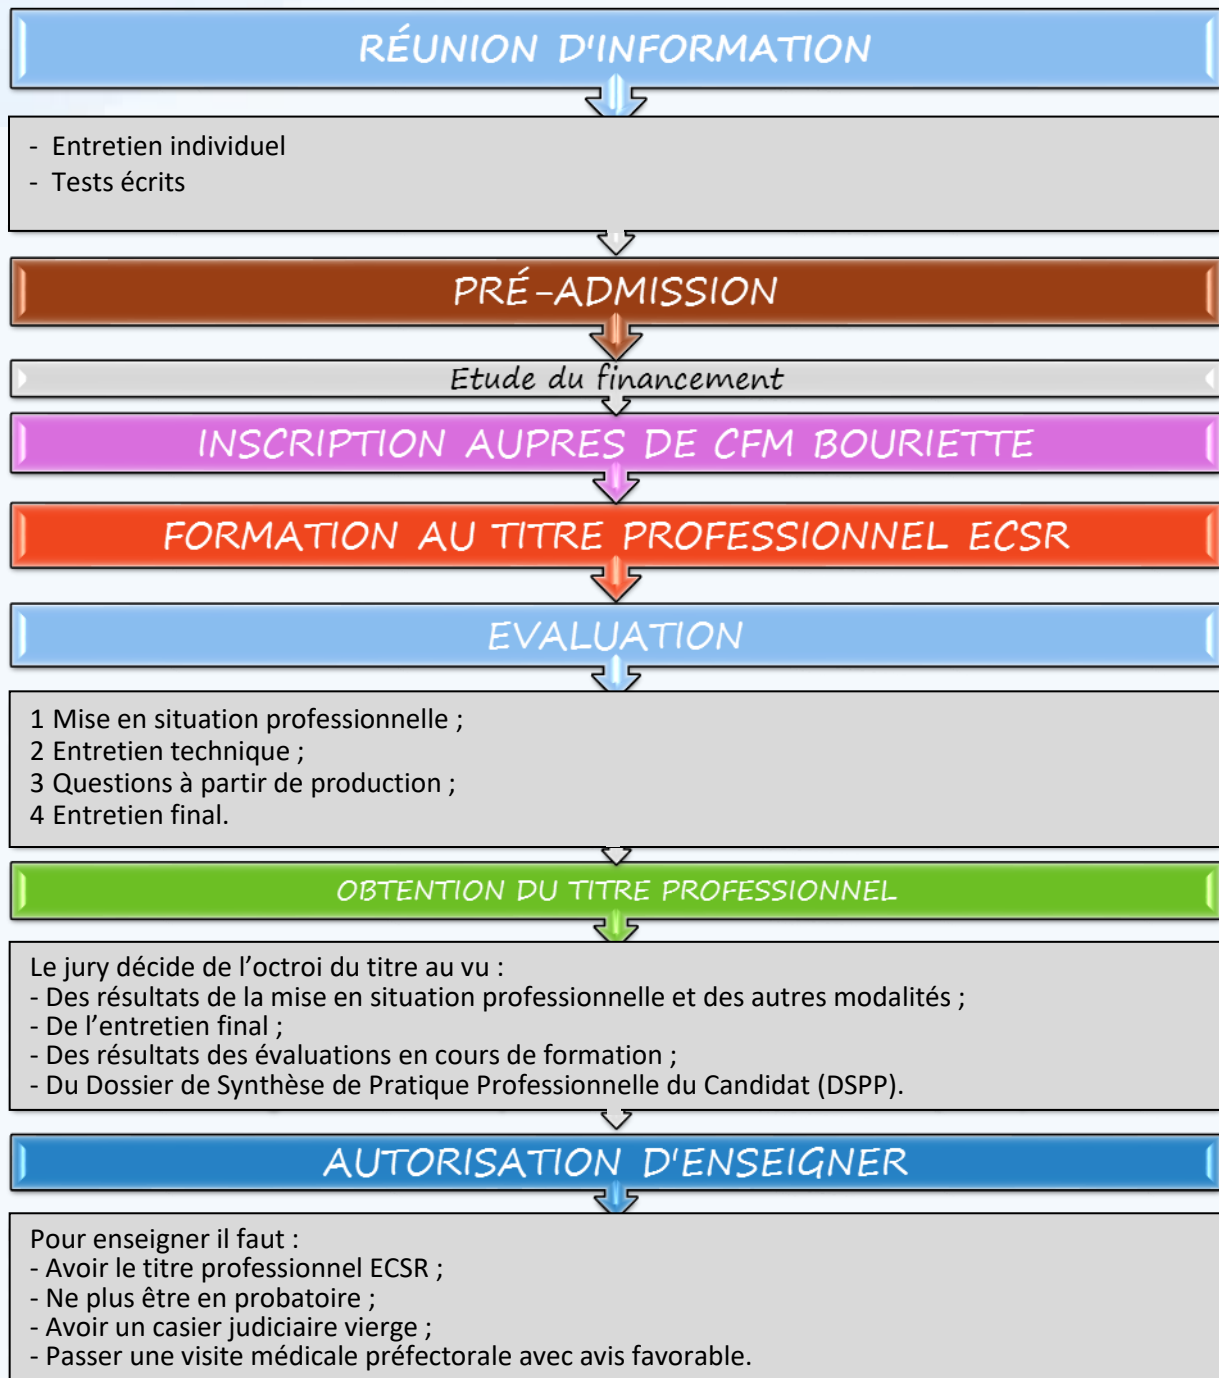 RÉUNION D'INFORMATION
- Entretien individuel
- Tests écrits
PRÉ-ADMISSION
Etude du financement
INSCRIPTION AUPRES DE CFM BOURIETTE
FORMATION AU TITRE PROFESSIONNEL ECSR
EVALUATION
1 Mise en situation professionnelle ;
2 Entretien technique ;
3 Questions à partir de production ;
4 Entretien final.
OBTENTION DU TITRE PROFESSIONNEL
Le jury décide de l’octroi du titre au vu :
- Des résultats de la mise en situation professionnelle et des autres modalités ;
- De l’entretien final ;
- Des résultats des évaluations en cours de formation ;
- Du Dossier de Synthèse de Pratique Professionnelle du Candidat (DSPP).
AUTORISATION D'ENSEIGNER
Pour enseigner il faut :
- Avoir le titre professionnel ECSR ;
- Ne plus être en probatoire ;
- Avoir un casier judiciaire vierge ;
- Passer une visite médicale préfectorale avec avis favorable.